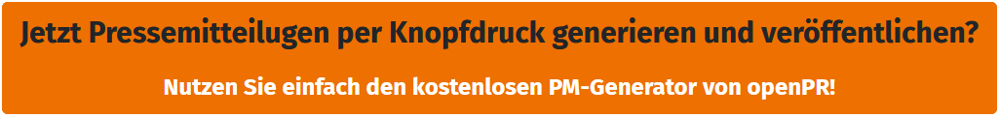 Jetzt Pressemitteilugen per Knopfdruck generieren und veröffentlichen?
Nutzen Sie einfach den kostenlosen PM-Generator von openPR!